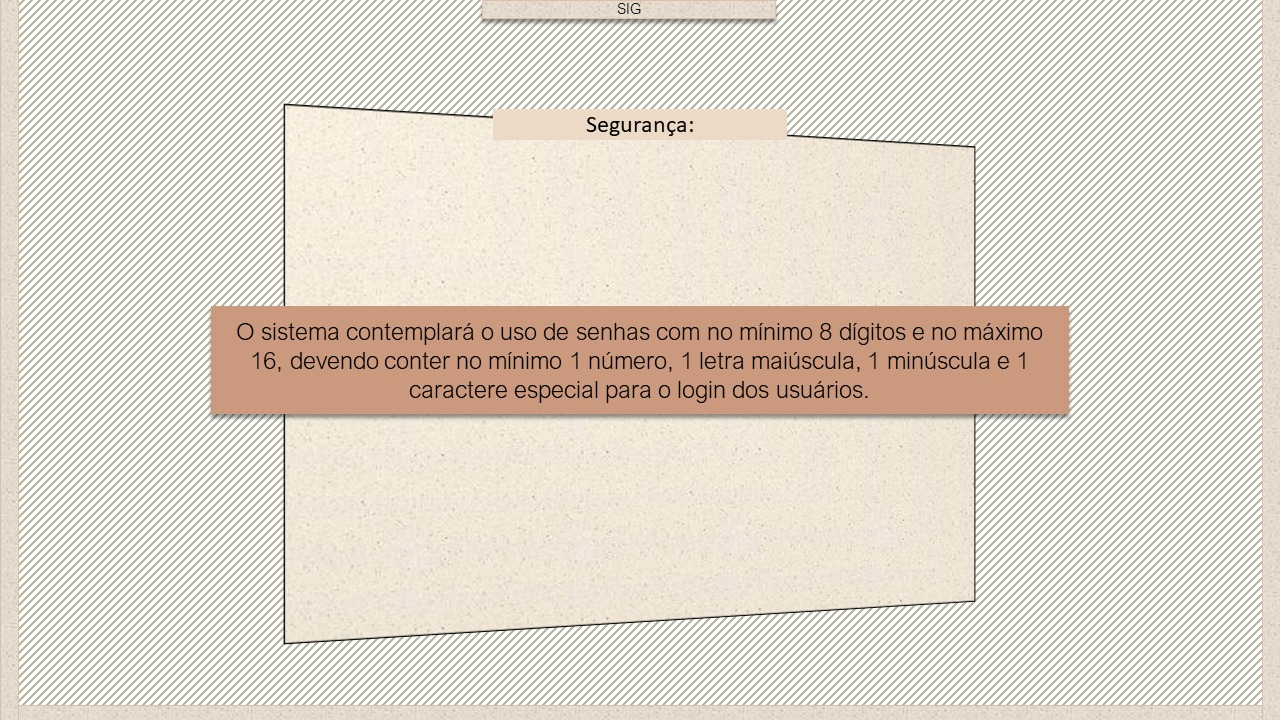 SIG
Segurança:
O sistema contemplará o uso de senhas com no mínimo 8 dígitos e no máximo
16, devendo conter no mínimo 1 número, 1 letra maiúscula, 1 minúscula e 1
caractere especial para o login dos usuários.